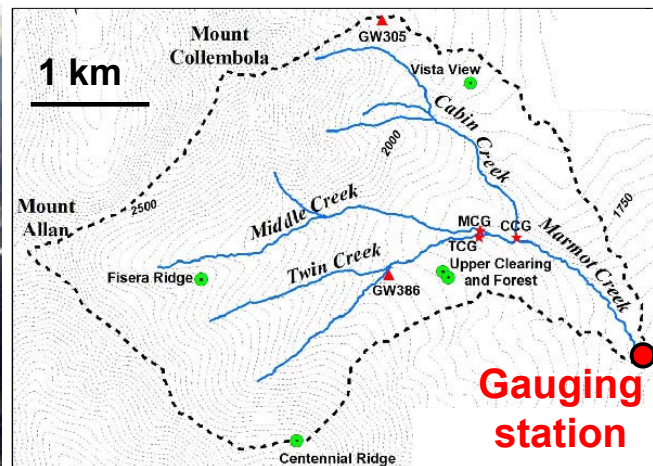 Mount
Collembola
GW305
1 km
Vista View
Cabin Creek
2000
1750
Mount
Allan
2500
Middle Creek
MCG
CCG
TCG
Marmot Creek
Twin Creek
Upper Clearing
and Forest
Fisera Ridge
GW386
Gauging
station
Centennial Ridge